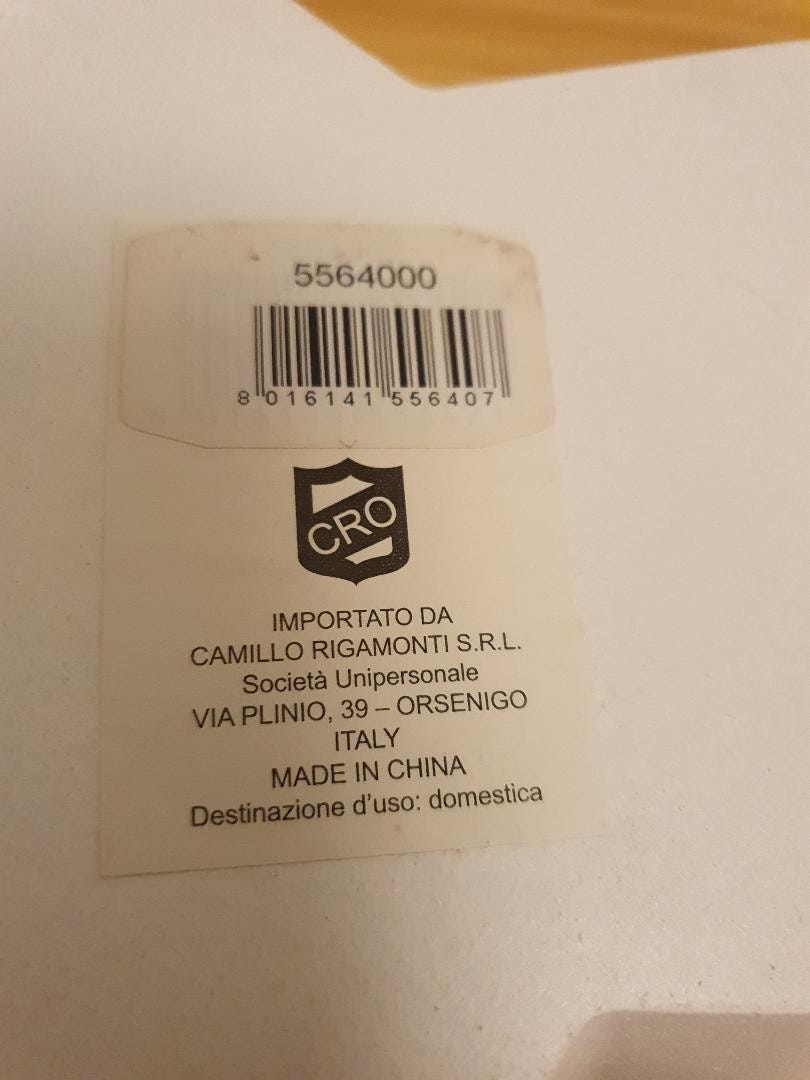 5564000
8 016141 556407
CRO
IMPORTATO DA
CAMILLO RIGAMONTI S.R.L.
Società Unipersonale
VIA PLINIO, 39 – ORSENIGO
ITALY
MADE IN CHINA
Destinazione d'uso: domestica